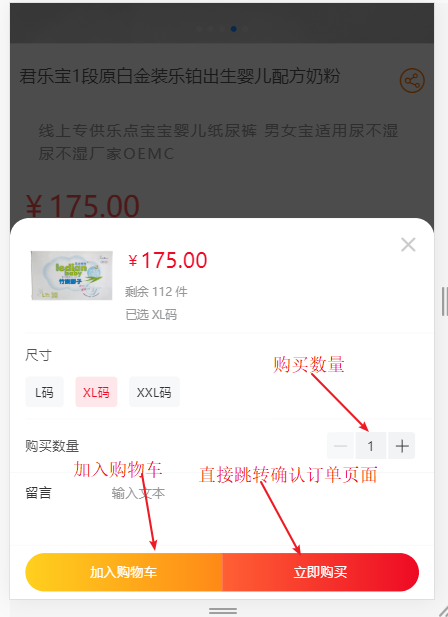 君乐宝1段原白金装乐铂出生婴儿配方奶粉
线上专供乐点宝宝婴儿纸尿裤 男女宝适用尿不湿
尿不湿厂家OEMC
¥175.00
ledian
baby
¥175.00
剩余 112 件
已选 XL码
尺寸
购买数量
L码 XL码 XXL码
购买数量 1
加入购物车 直接跳转确认订单页面
留言 输入文本
加入购物车 立即购买